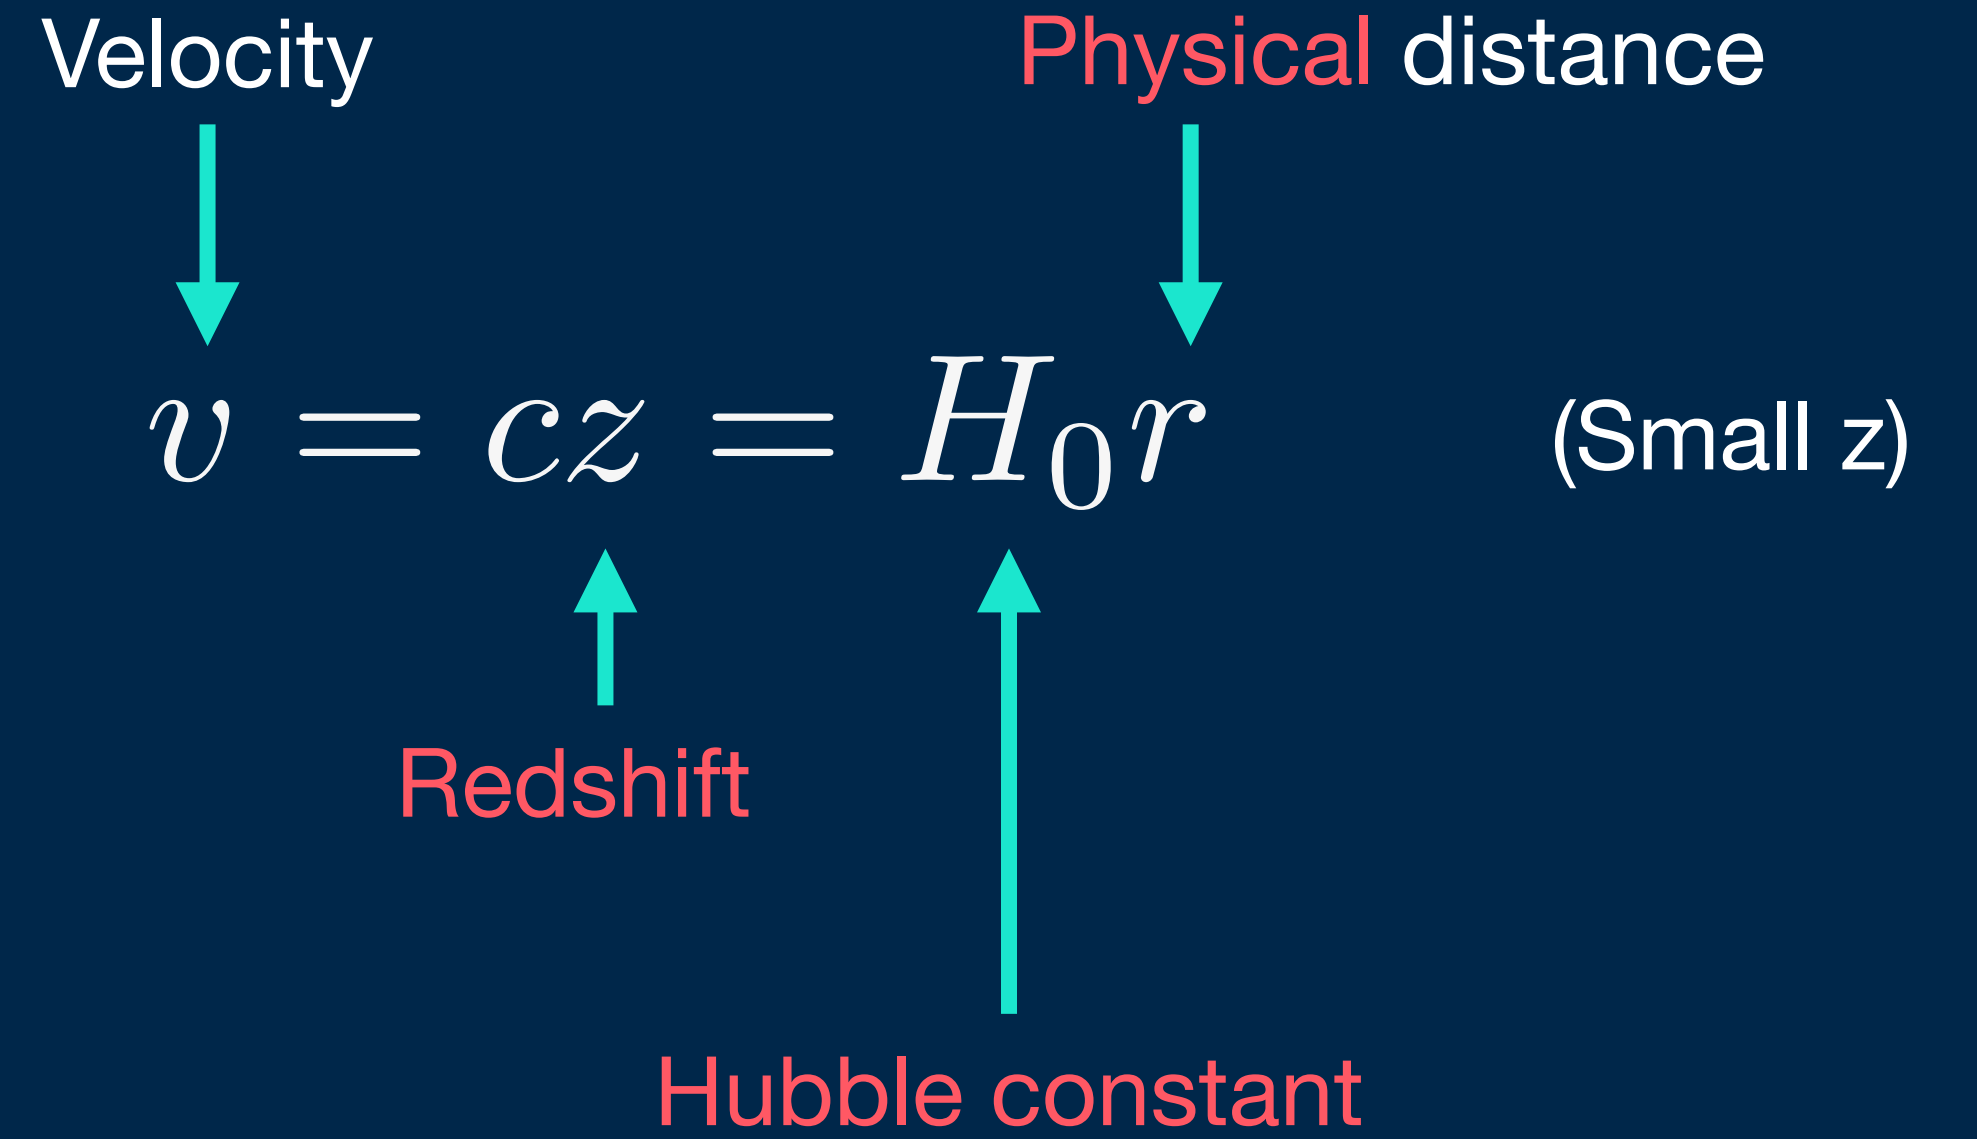 Velocity
Physical distance
v = cz = H₀r
(Small z)
Redshift
Hubble constant